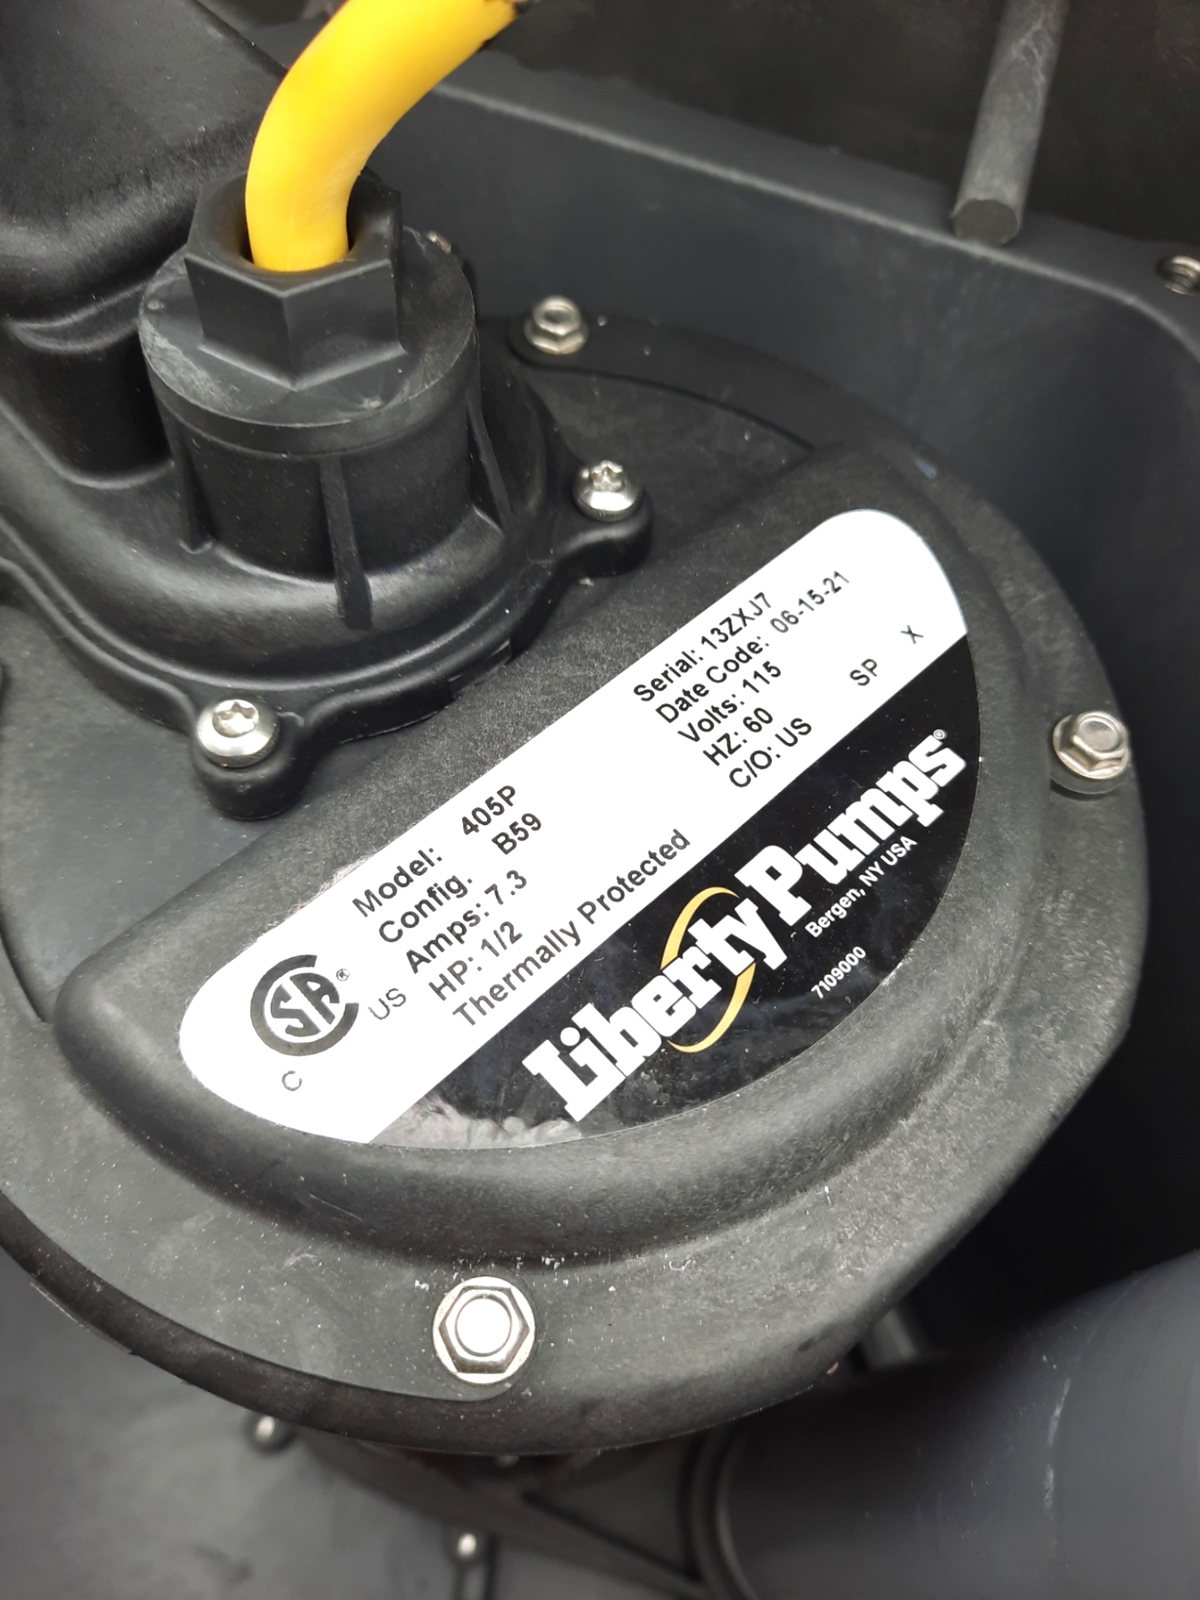 Model: 405P
Config. B59
Amps: 7.3
HP: 1/2
Thermally Protected
Serial: 13ZXJ7
Date Code: 06-15-21
Volts: 115
HZ: 60 SP X
C/O: US
CSA®
C US
Liberty Pumps®
Bergen, NY USA
7109000